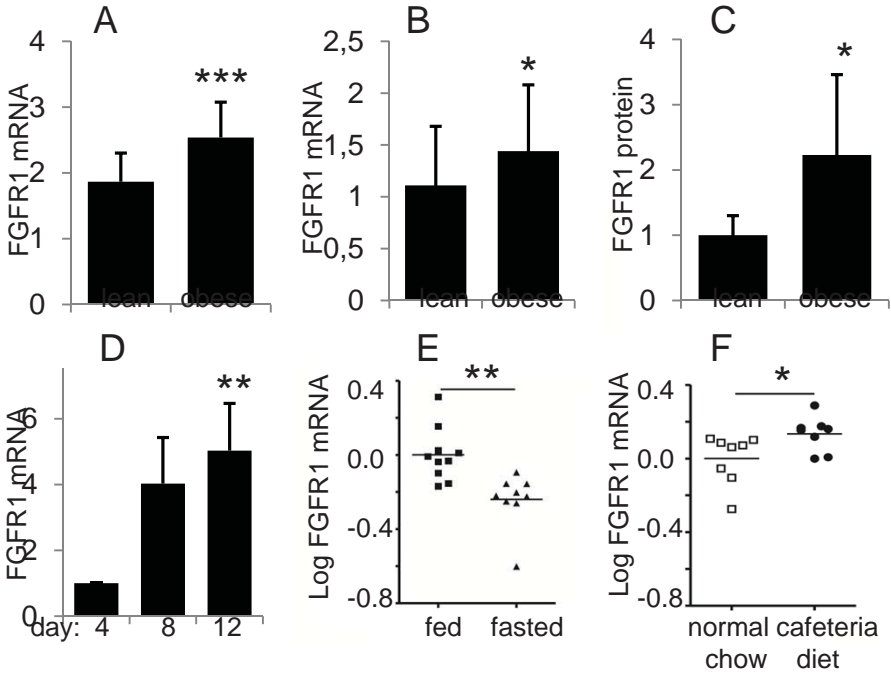 A
FGFR1 mRNA
4
3
2
1
0
***
lean obese
B
FGFR1 mRNA
2,5
2
1,5
1
0,5
0
*
lean obese
C
FGFR1 protein
4
3
2
1
0
*
lean obese
D
FGFR1 mRNA
6
4
2
0
**
day: 4 8 12
E
Log FGFR1 mRNA
0.4
0.0
-0.4
-0.8
**
fed fasted
F
Log FGFR1 mRNA
0.4
0.0
-0.4
-0.8
*
normal cafeteria
chow diet